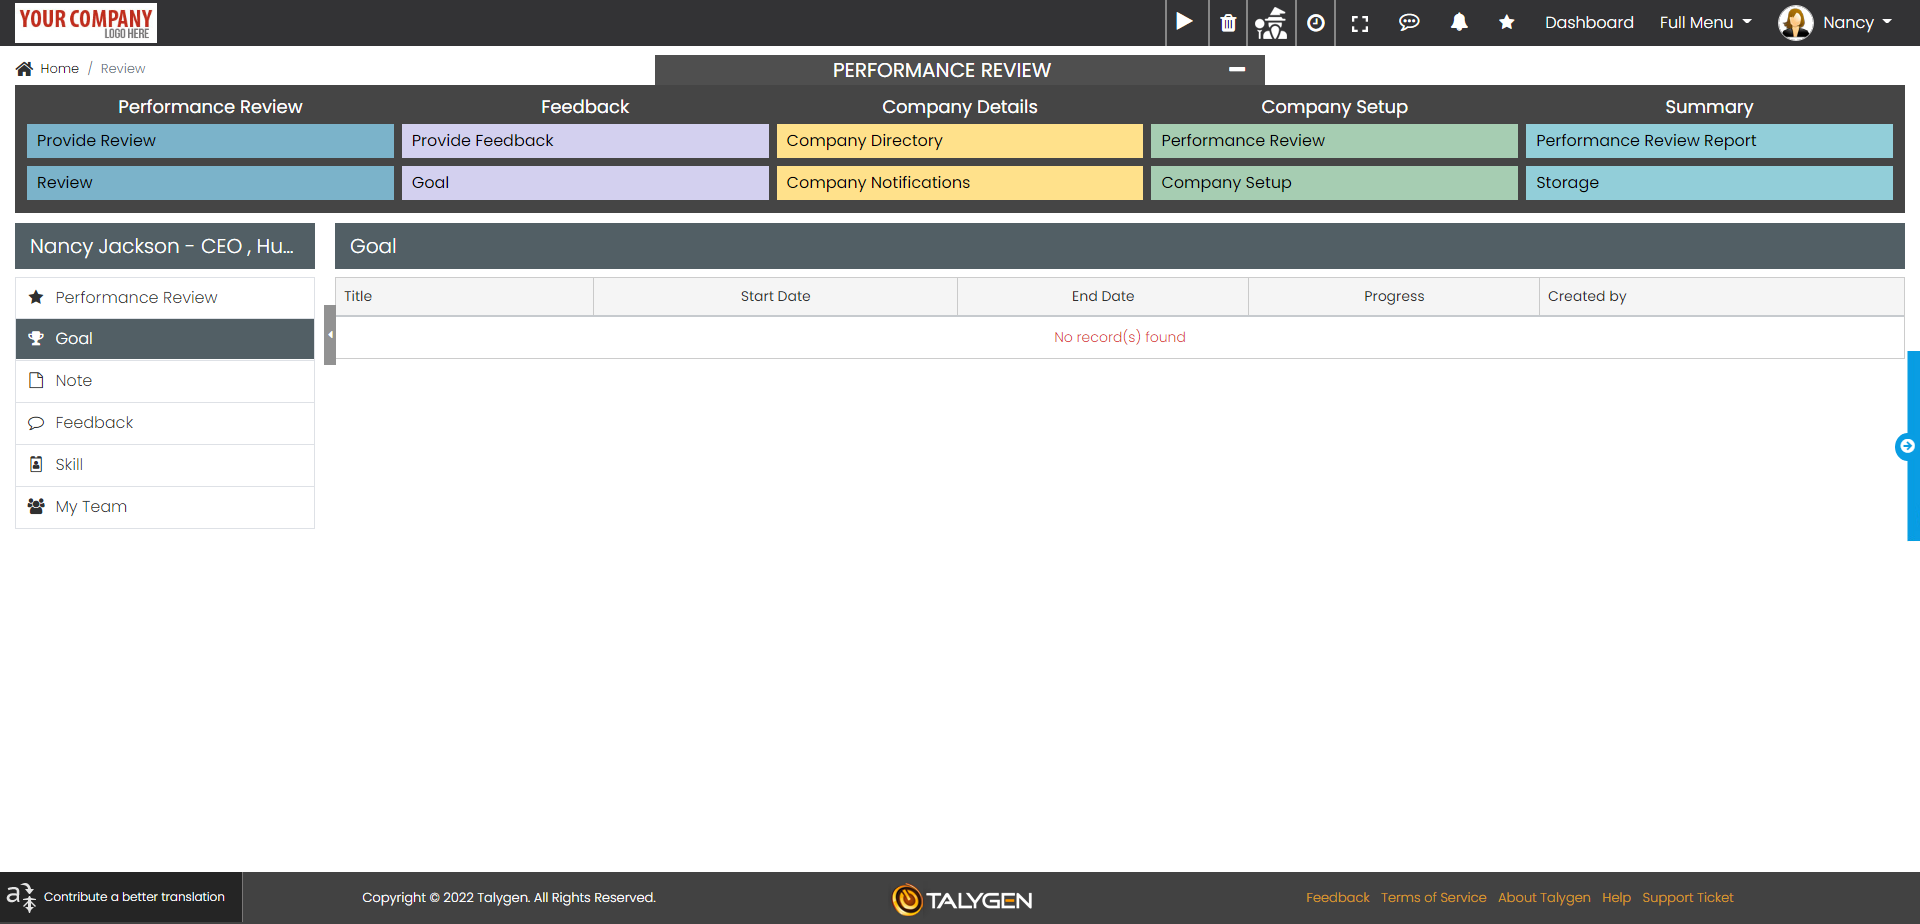 YOUR COMPANY
LOGO HERE
Dashboard
Full Menu
Nancy
Home / Review
PERFORMANCE REVIEW
Performance Review
Feedback
Company Details
Company Setup
Summary
Provide Review
Provide Feedback
Company Directory
Performance Review
Performance Review Report
Review
Goal
Company Notifications
Company Setup
Storage
Nancy Jackson - CEO , Hu...
Goal
Performance Review
Goal
Note
Feedback
Skill
My Team
Title
Start Date
End Date
Progress
Created by
No record(s) found
a
Contribute a better translation
Copyright © 2022 Talygen. All Rights Reserved.
TALYGEN
Feedback
Terms of Service
About Talygen
Help
Support Ticket